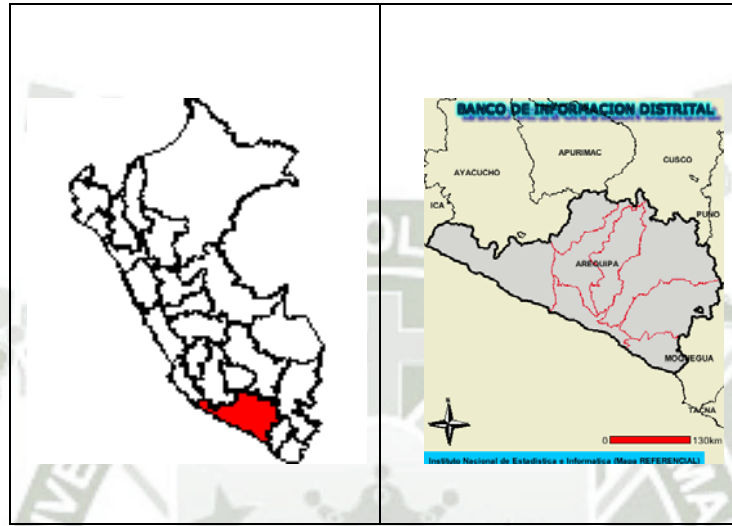 BANCO DE INFORMACION DISTRITAL
APURIMAC
CUSCO
AYACUCHO
ICA
PUNO
AREQUIPA
MOQUEGUA
TACNA
N
0 130km
Instituto Nacional de Estadistica e Informatica (Mapa REFERENCIAL)